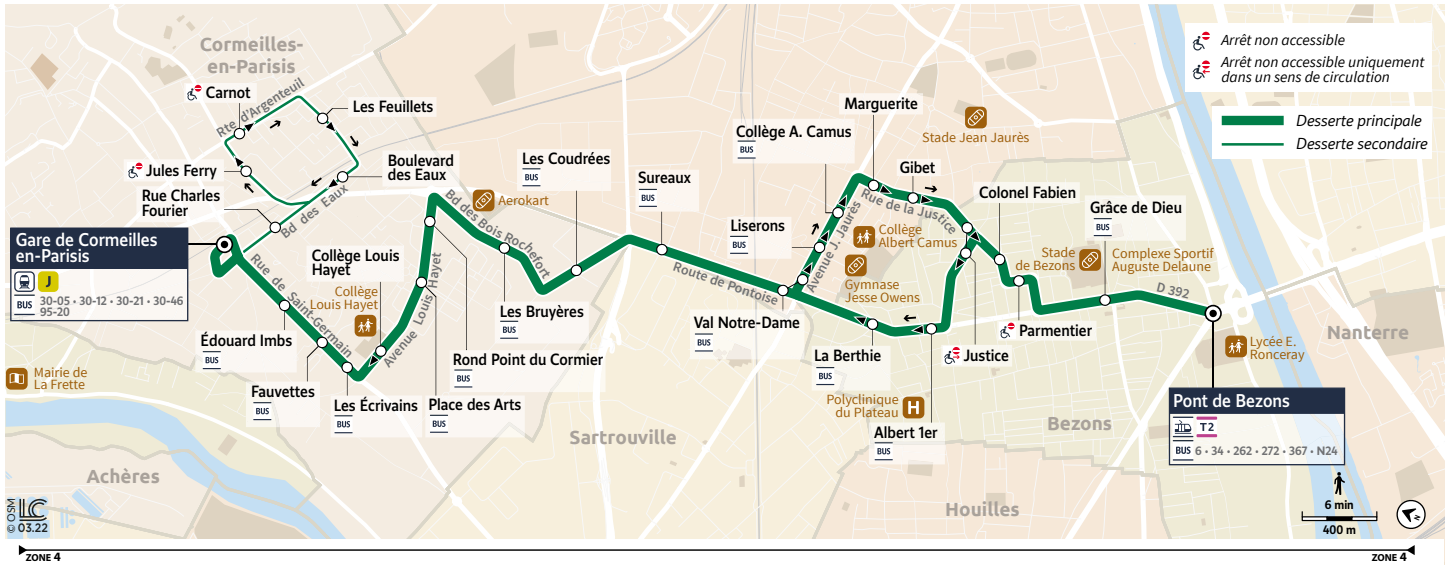 Cormeilles-
en-Parisis
Carnot
Rte d'Argenteuil
Les Feuillets
Jules Ferry
Rue Charles
Fourier
Bd des Eaux
Boulevard
des Eaux
Gare de Cormeilles
en-Parisis
J
BUS 30-05 • 30-12 • 30-21 • 30-46
95-20
Rue de Saint-Germain
Collège Louis
Hayet
Collège
Louis Hayet
Avenue Louis Hayet
Édouard Imbs
BUS
Fauvettes
BUS
Les Écrivains
BUS
Place des Arts
BUS
Rond Point du Cormier
BUS
Bd des Bois Rochefort
Aerokart
Les Bruyères
BUS
Les Coudrées
BUS
Sureaux
BUS
Route de Pontoise
Val Notre-Dame
BUS
Liserons
BUS
Avenue J. Jaurès
Collège A. Camus
BUS
Marguerite
Stade Jean Jaurès
Gibet
Rue de la Justice
Collège
Albert Camus
Gymnase
Jesse Owens
Colonel Fabien
La Berthie
BUS
Polyclinique
du Plateau
H
Albert 1er
BUS
Justice
Parmentier
Stade
de Bezons
Grâce de Dieu
BUS
Complexe Sportif
Auguste Delaune
D 392
Lycée E.
Ronceray
Pont de Bezons
T2
BUS 6 • 34 • 262 • 272 • 367 • N24
Mairie de
La Frette
Achères
Sartrouville
Houilles
Bezons
Nanterre
Arrêt non accessible
Arrêt non accessible uniquement
dans un sens de circulation
Desserte principale
Desserte secondaire
6 min
400 m
N
LC
© OSM
03.22
ZONE 4
ZONE 4